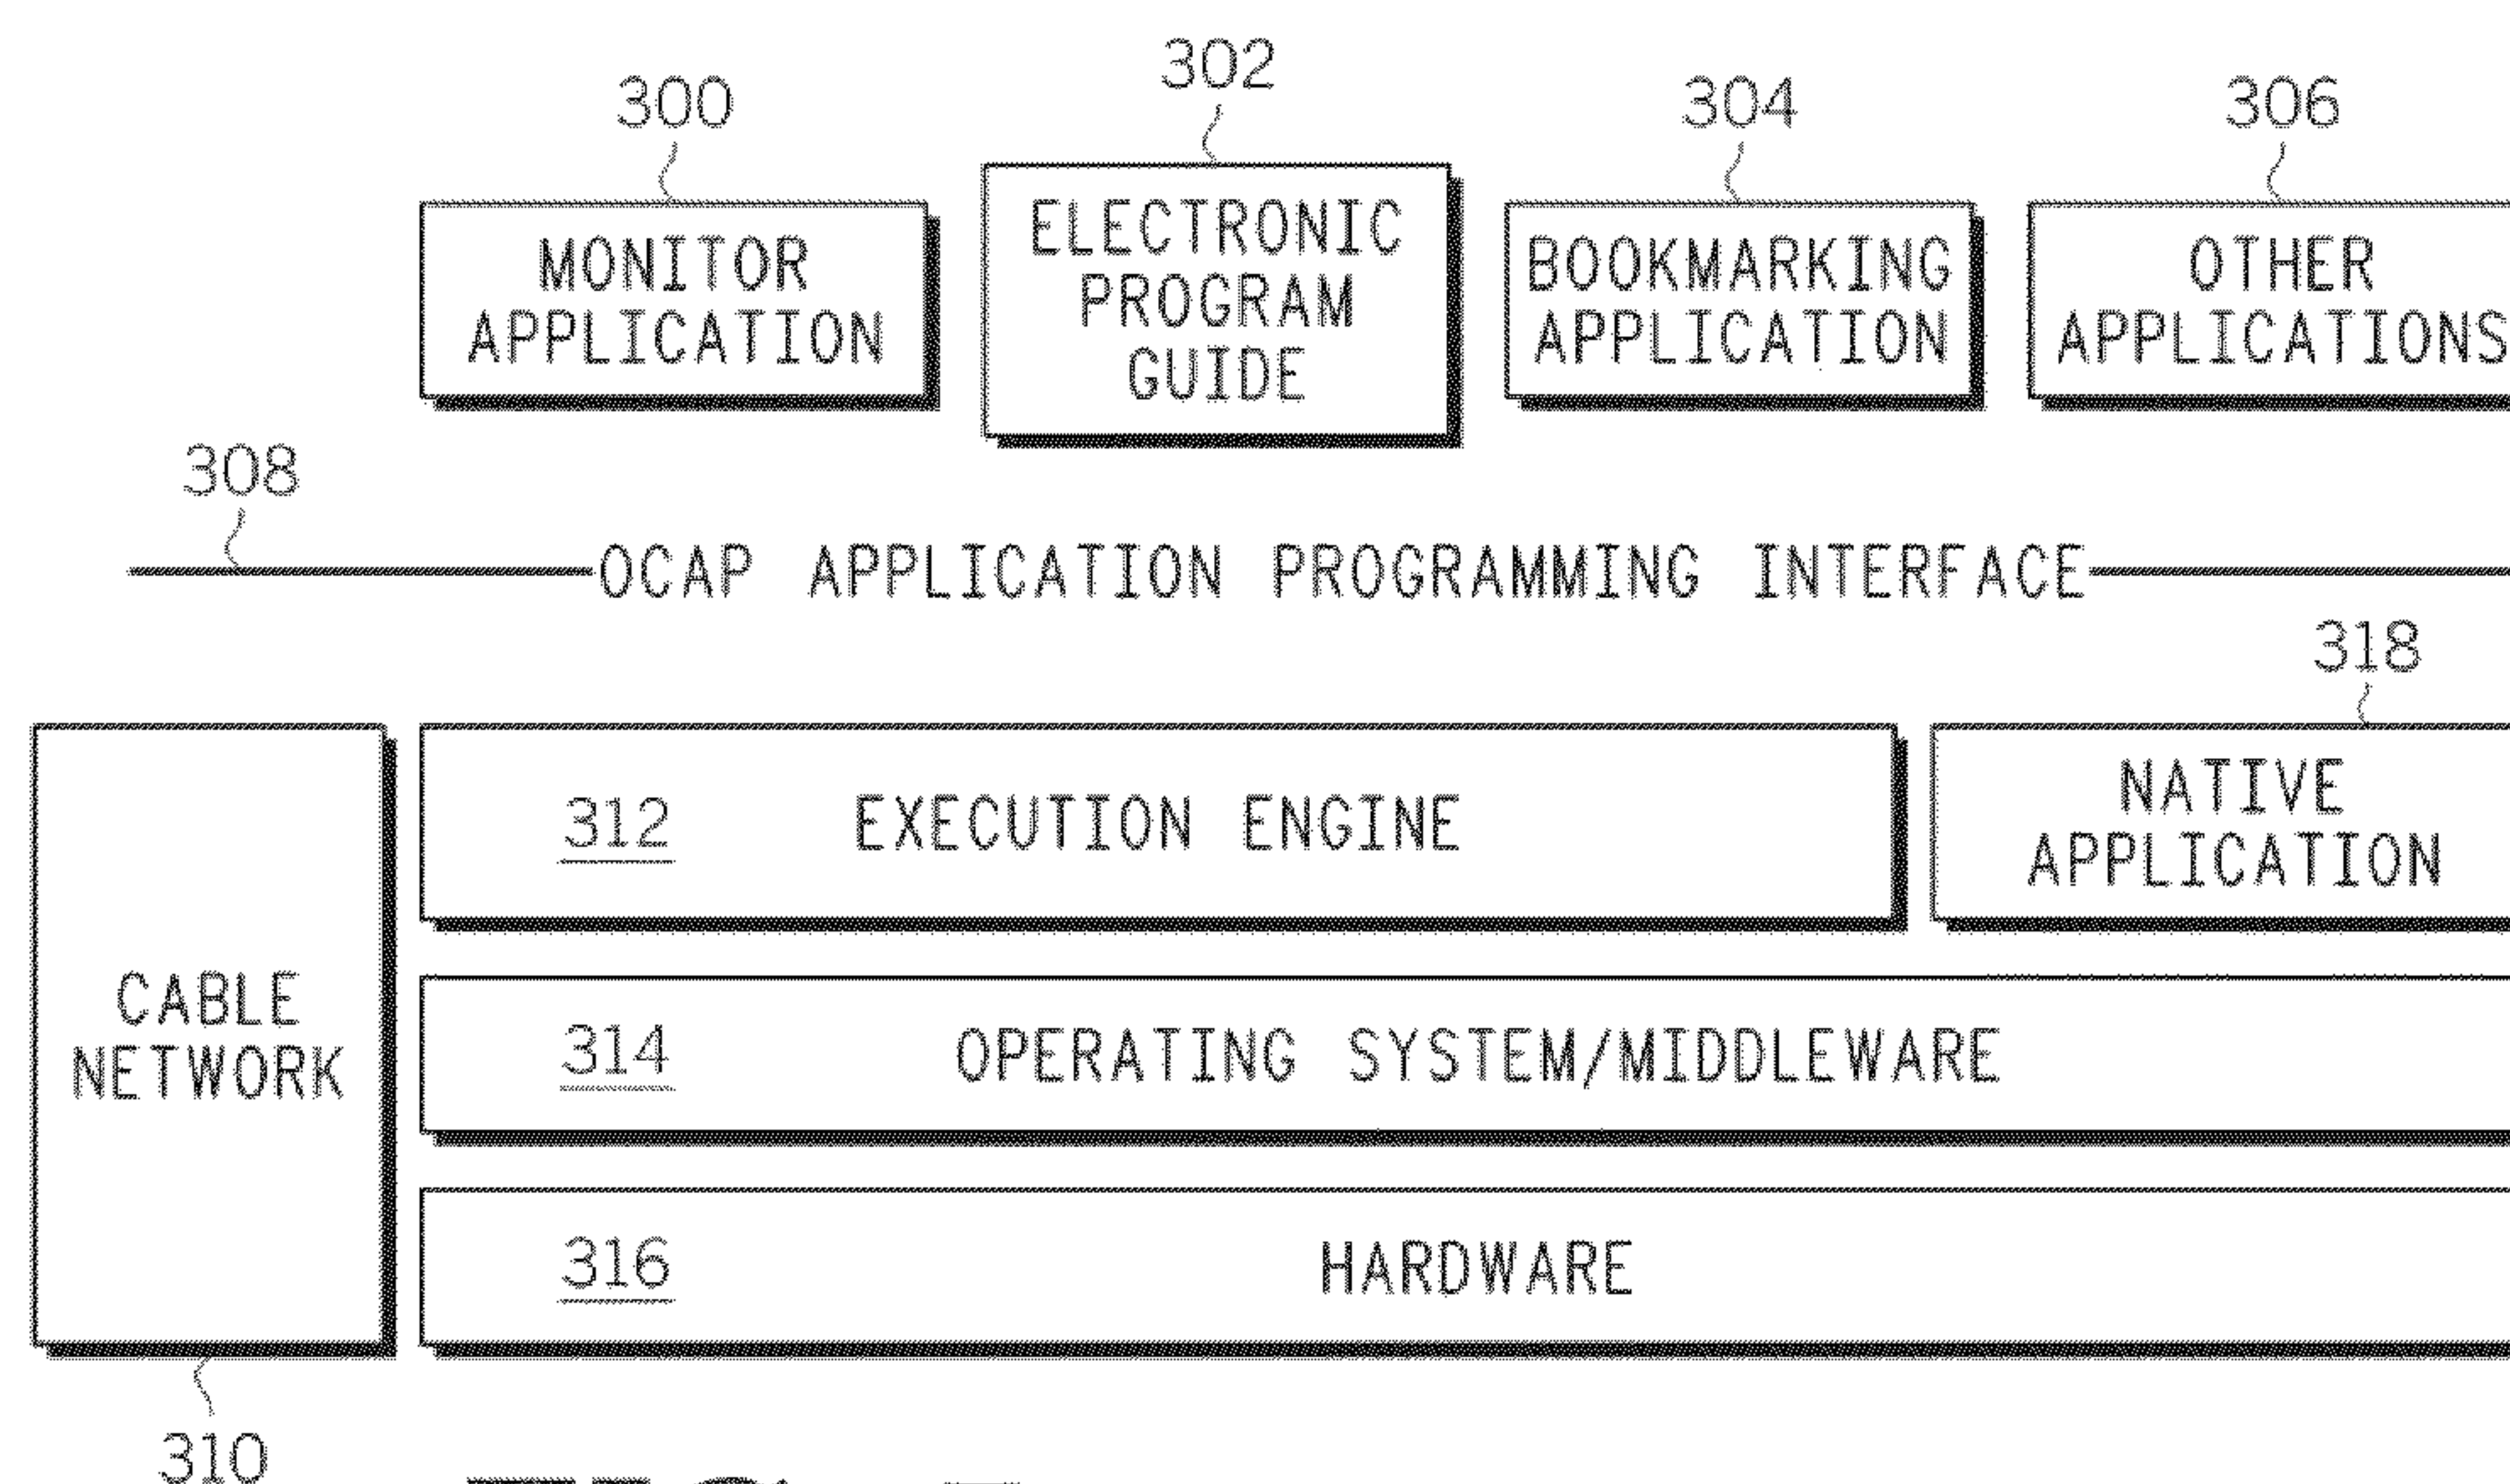 300
302
304
306
MONITOR
APPLICATION
ELECTRONIC
PROGRAM
GUIDE
BOOKMARKING
APPLICATION
OTHER
APPLICATIONS
308
OCAP APPLICATION PROGRAMMING INTERFACE
318
CABLE
NETWORK
312 EXECUTION ENGINE
NATIVE
APPLICATION
314 OPERATING SYSTEM/MIDDLEWARE
316 HARDWARE
310